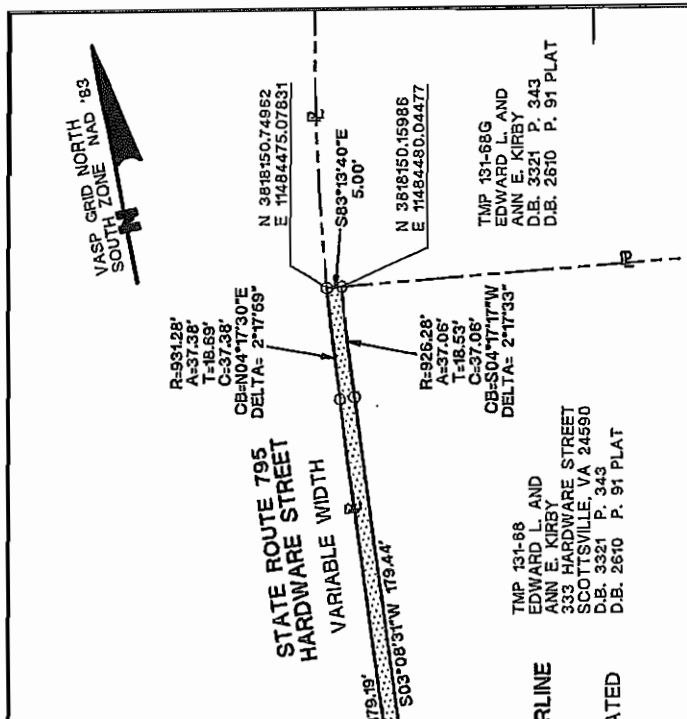 VASP GRID NORTH
SOUTH ZONE NAD '83
N
N 3818150.74962
E 11484475.07831
S83°13'40"E
5.00'
N 3818150.15986
E 11484480.04477
R=931.28'
A=37.38'
T=18.69'
C=37.38'
CB=N04°17'30"E
DELTA= 2°17'59"
R=926.28'
A=37.06'
T=18.53'
C=37.06'
CB=S04°17'17"W
DELTA= 2°17'33"
TMP 131-68G
EDWARD L. AND
ANN E. KIRBY
D.B. 3321 P. 343
D.B. 2610 P. 91 PLAT
STATE ROUTE 795
HARDWARE STREET
VARIABLE WIDTH
179.19'
S03°08'31"W 179.44'
TMP 131-68
EDWARD L. AND
ANN E. KIRBY
333 HARDWARE STREET
SCOTTSVILLE, VA 24590
D.B. 3321 P. 343
D.B. 2610 P. 91 PLAT
RLINE
ATED